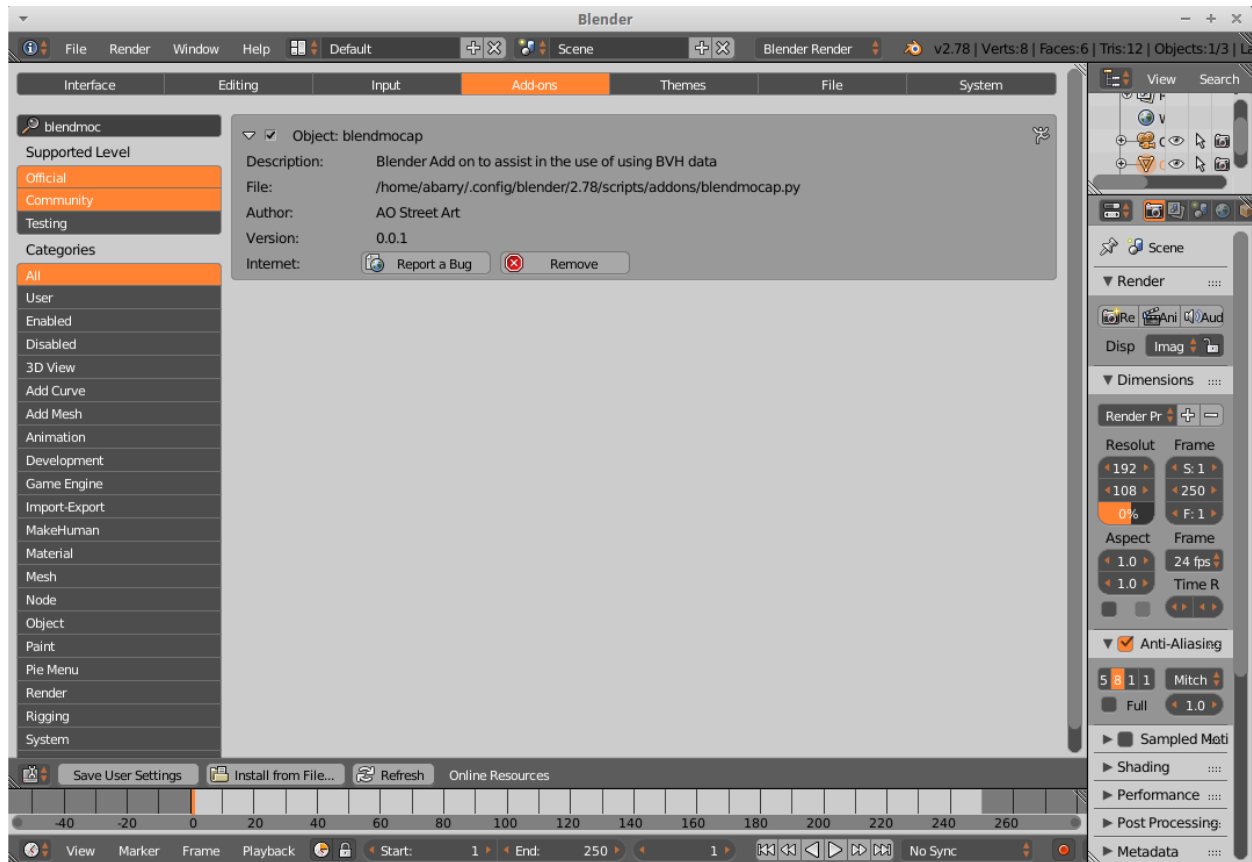 Blender
File Render Window Help Default Scene Blender Render v2.78 | Verts:8 | Faces:6 | Tris:12 | Objects:1/3 | La
Interface Editing Input Add-ons Themes File System
View Search
blendmoc
Supported Level
Official
Community
Testing
Categories
All
User
Enabled
Disabled
3D View
Add Curve
Add Mesh
Animation
Development
Game Engine
Import-Export
MakeHuman
Material
Mesh
Node
Object
Paint
Pie Menu
Render
Rigging
System
Object: blendmocap
Description: Blender Add on to assist in the use of using BVH data
File: /home/abarry/.config/blender/2.78/scripts/addons/blendmocap.py
Author: AO Street Art
Version: 0.0.1
Internet: Report a Bug Remove
Scene
Render
Re Ani Aud
Disp Imag
Dimensions
Render Pr
Resolut Frame
192 S: 1
108 250
0% F: 1
Aspect Frame
1.0 24 fps
1.0 Time R
Anti-Aliasing
5 8 1 1 Mitch
Full 1.0
Sampled Moti
Shading
Performance
Post Processing
Metadata
Save User Settings Install from File... Refresh Online Resources
-40 -20 0 20 40 60 80 100 120 140 160 180 200 220 240 260
View Marker Frame Playback Start: 1 End: 250 1 No Sync